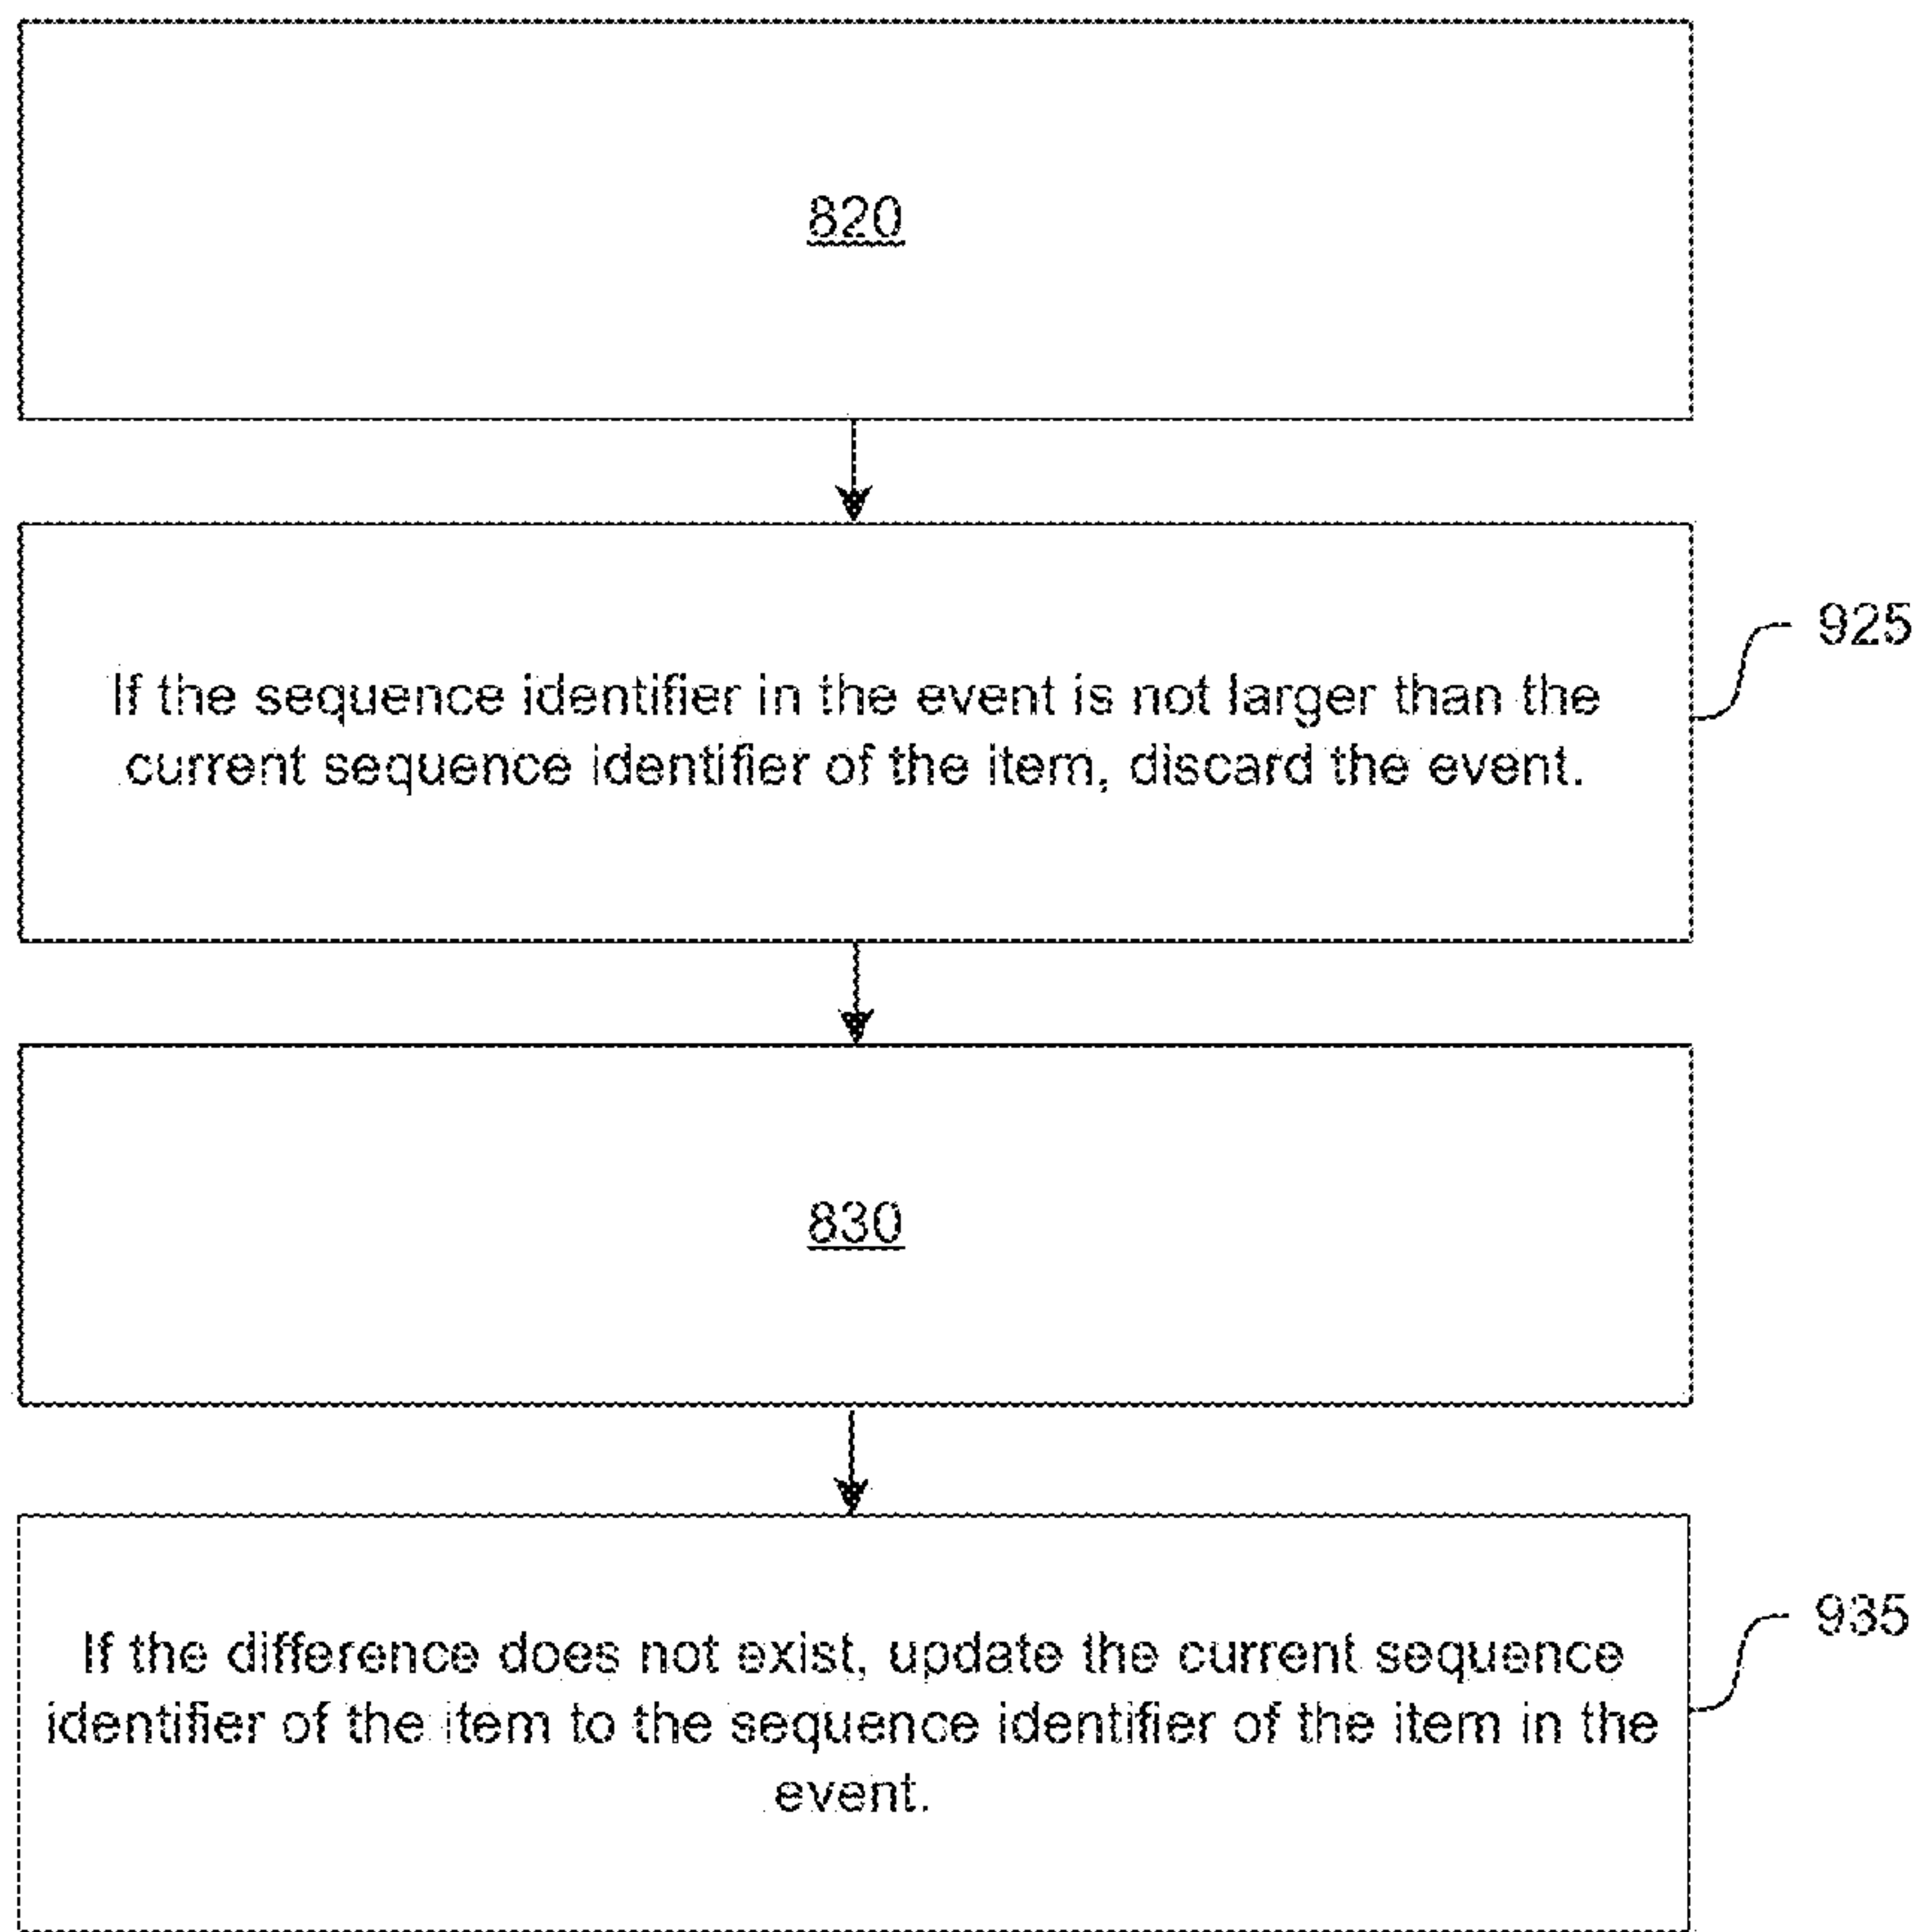 820
925
If the sequence identifier in the event is not larger than the
current sequence identifier of the item, discard the event.
830
935
If the difference does not exist, update the current sequence
identifier of the item to the sequence identifier of the item in the
event.